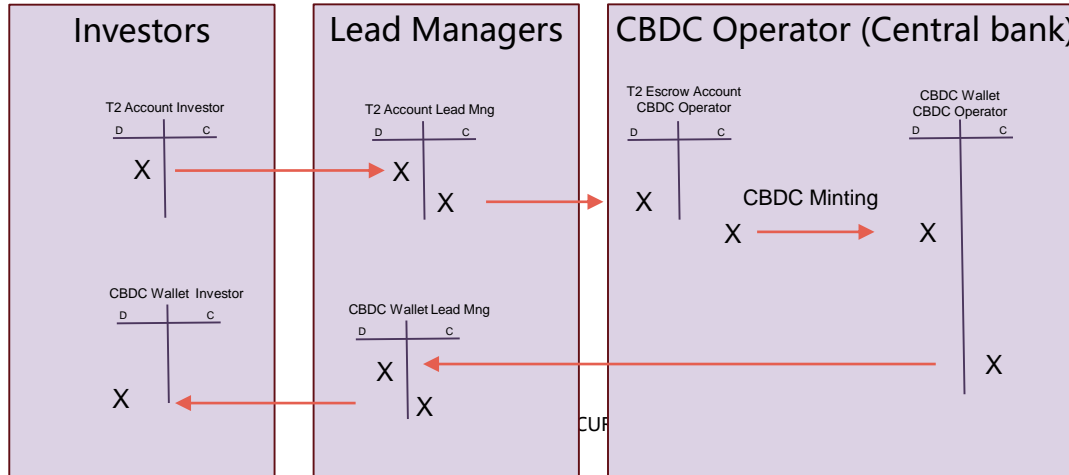 Investors
Lead Managers
CBDC Operator (Central bank)
T2 Account Investor
D C
X
T2 Account Lead Mng
D C
X
X
T2 Escrow Account
CBDC Operator
D C
X
X
CBDC Minting
CBDC Wallet
CBDC Operator
D C
X
X
CBDC Wallet Investor
D C
X
CBDC Wallet Lead Mng
D C
X
X